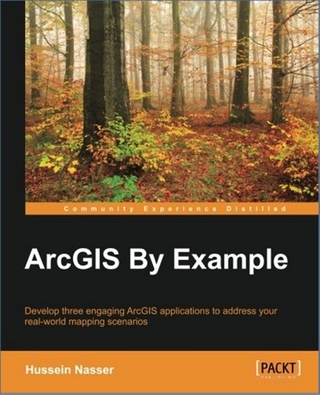 Community Experience Distilled
ArcGIS By Example
Develop three engaging ArcGIS applications to address your
real-world mapping scenarios
Hussein Nasser
[PACKT]
PUBLISHING